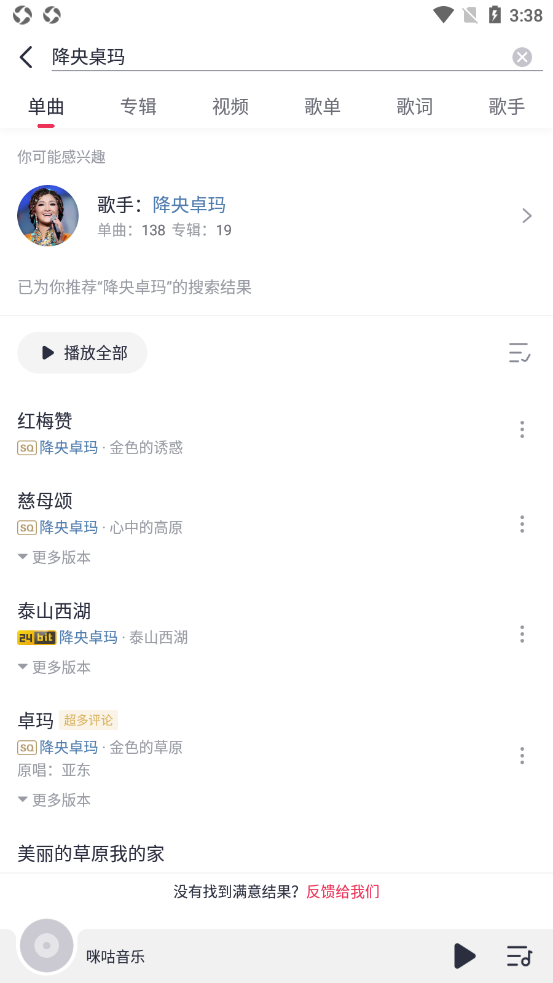 3:38
降央桌玛
单曲 专辑 视频 歌单 歌词 歌手
你可能感兴趣
歌手：降央卓玛
单曲：138 专辑：19
已为你推荐“降央卓玛”的搜索结果
播放全部
红梅赞
SQ 降央卓玛 · 金色的诱惑
慈母颂
SQ 降央卓玛 · 心中的高原
更多版本
泰山西湖
24bit 降央卓玛 · 泰山西湖
更多版本
卓玛 超多评论
SQ 降央卓玛 · 金色的草原
原唱：亚东
更多版本
美丽的草原我的家
没有找到满意结果？反馈给我们
咪咕音乐